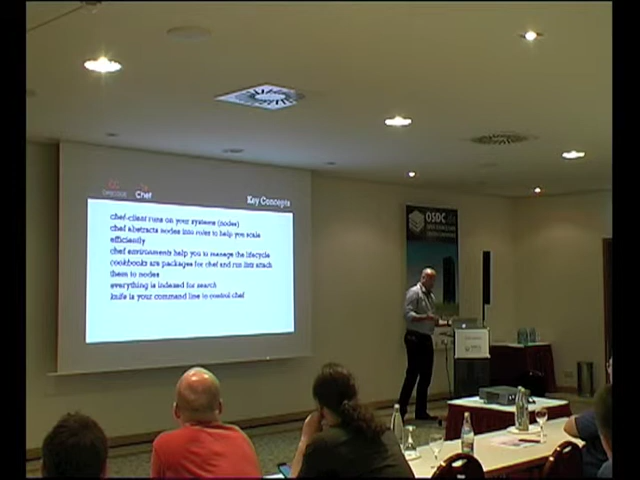 OPSCODE
Chef
Key Concepts
chef-client runs on your systems (nodes)
chef abstracts nodes into roles to help you scale
efficiently
chef environments help you to manage the lifecycle
cookbooks are packages for chef and run lists attach
them to nodes
everything is indexed for search
knife is your command line to control chef
OSDC.de